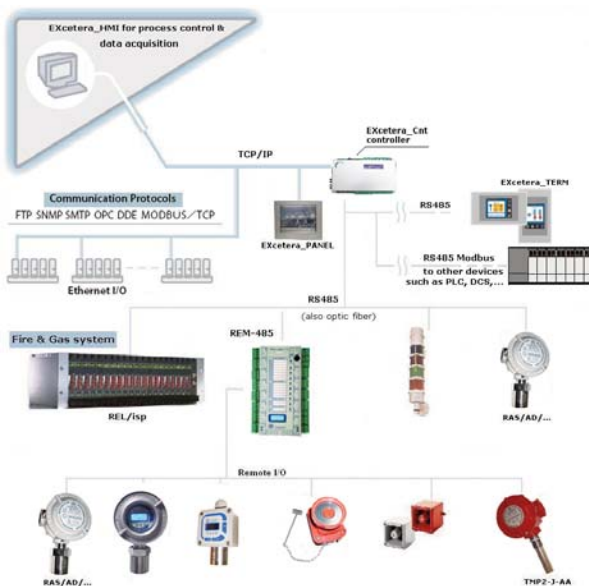 EXcetera_HMI for process control &
data acquisition
EXcetera_Cnt
controller
TCP/IP
Communication Protocols
FTP SNMP SMTP OPC DDE MODBUS/TCP
EXcetera_PANEL
RS485
EXcetera_TERM
RS485 Modbus
to other devices
such as PLC, DCS,...
Ethernet I/O
RS485
(also optic fiber)
Fire & Gas system
REM-485
REL/isp
RAS/AD/...
Remote I/O
RAS/AD/...
TMP2-J-AA